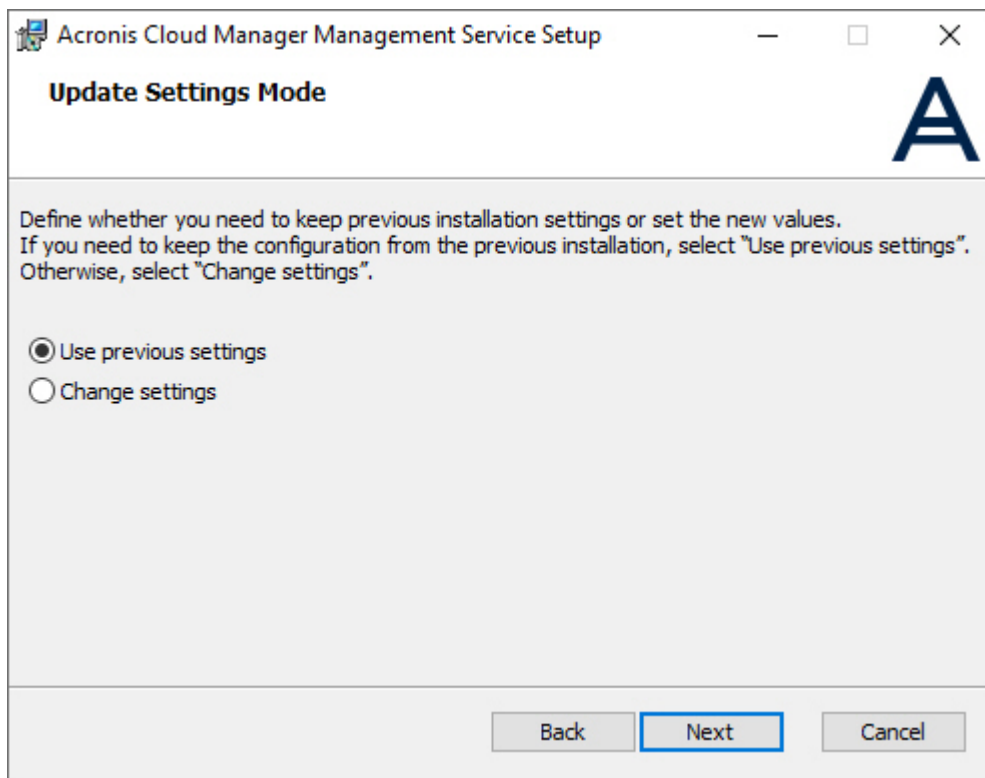 Acronis Cloud Manager Management Service Setup
Update Settings Mode
Define whether you need to keep previous installation settings or set the new values.
If you need to keep the configuration from the previous installation, select “Use previous settings”.
Otherwise, select “Change settings”.
Use previous settings
Change settings
Back Next Cancel